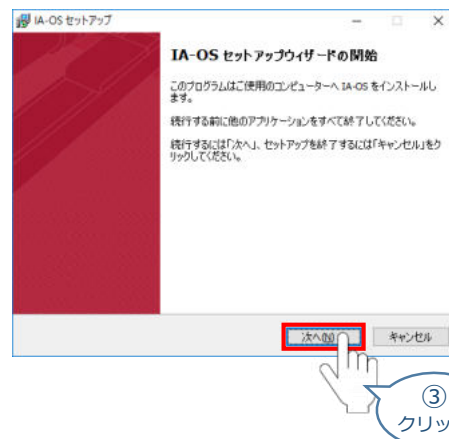 IA-OS セットアップ
IA-OS セットアップウィザードの開始
このプログラムはご使用のコンピューターへ IA-OS をインストールし
ます。
続行する前に他のアプリケーションをすべて終了してください。
続行するには「次へ」、セットアップを終了するには「キャンセル」をク
リックしてください。
次へ(N)
キャンセル
③
クリッ